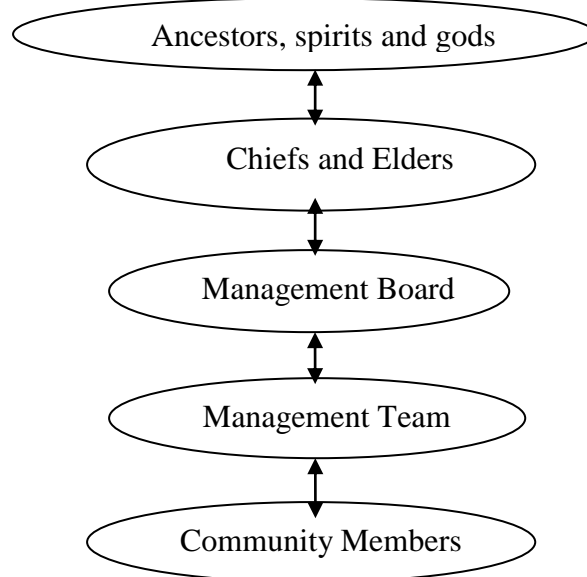 Ancestors, spirits and gods
Chiefs and Elders
Management Board
Management Team
Community Members